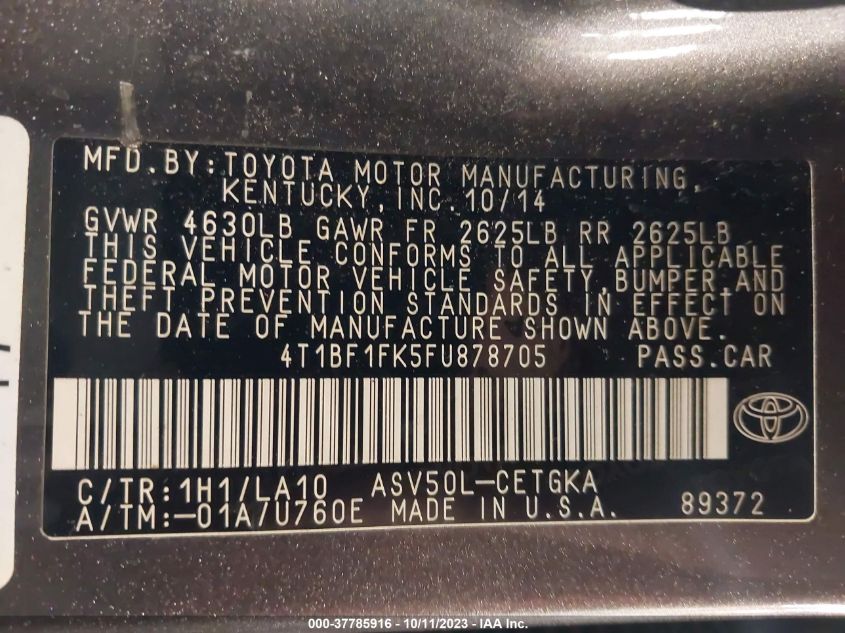 MFD.BY:TOYOTA MOTOR MANUFACTURING,
KENTUCKY,INC.10/14
GVWR 4630LB GAWR FR 2625LB RR 2625LB
THIS VEHICLE CONFORMS TO ALL APPLICABLE
FEDERAL MOTOR VEHICLE SAFETY,BUMPER,AND
THEFT PREVENTION STANDARDS IN EFFECT ON
THE DATE OF MANUFACTURE SHOWN ABOVE.
4T1BF1FK5FU878705 PASS.CAR
C/TR:1H1/LA10 ASV50L-CETGKA
A/TM:-01A/U760E MADE IN U.S.A. 89372
000-37785916 - 10/11/2023 - IAA Inc.